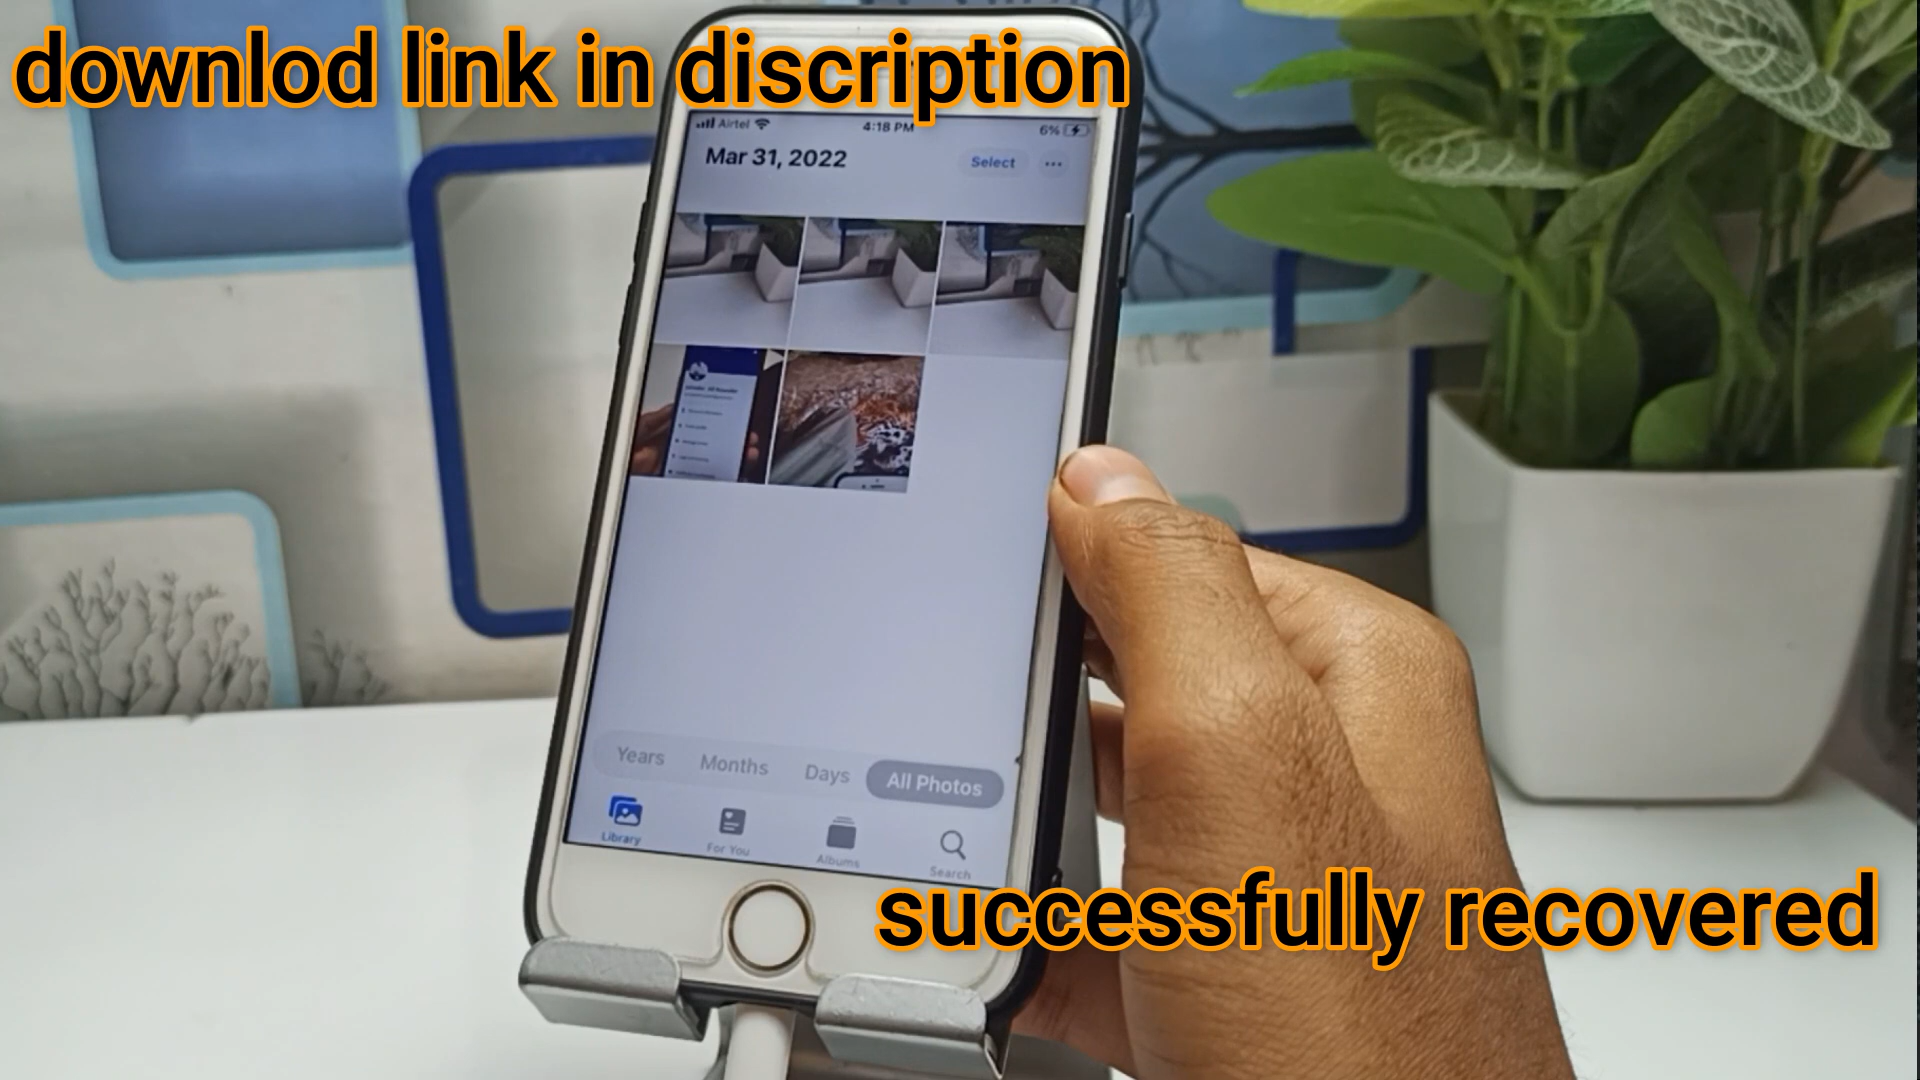 downlod link in discription
Airtel 4:18 PM 6%
Mar 31, 2022 Select
Years Months Days All Photos
Library For You Albums Search
successfully recovered